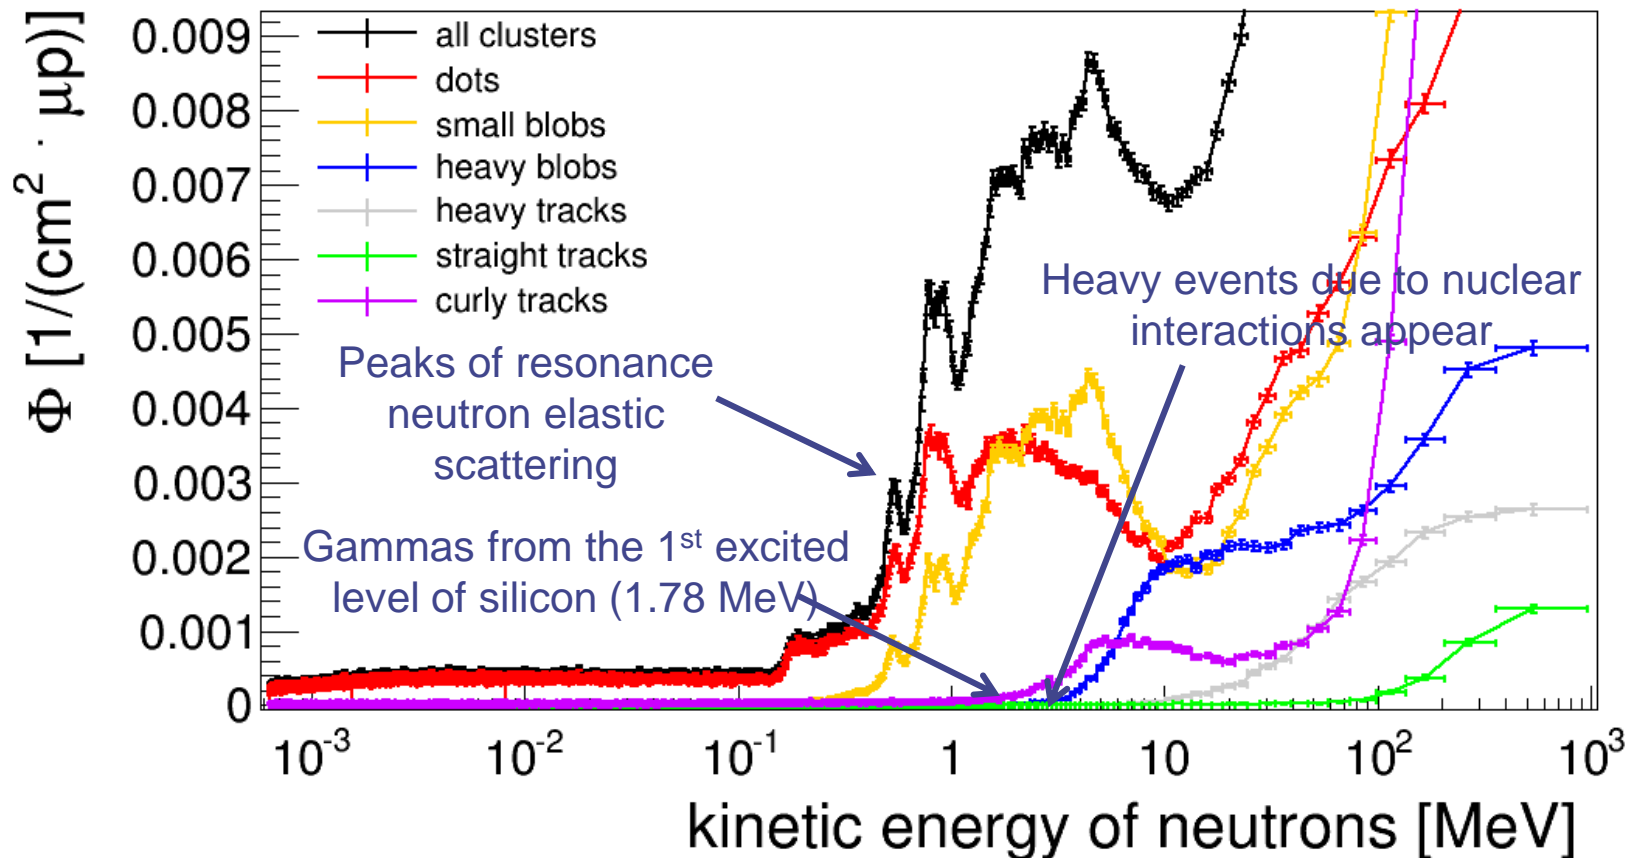 Φ [1/(cm² · μp)]
0.009
0.008
0.007
0.006
0.005
0.004
0.003
0.002
0.001
0
all clusters
dots
small blobs
heavy blobs
heavy tracks
straight tracks
curly tracks
Heavy events due to nuclear
interactions appear
Peaks of resonance
neutron elastic
scattering
Gammas from the 1st excited
level of silicon (1.78 MeV)
10⁻³ 10⁻² 10⁻¹ 1 10 10² 10³
kinetic energy of neutrons [MeV]